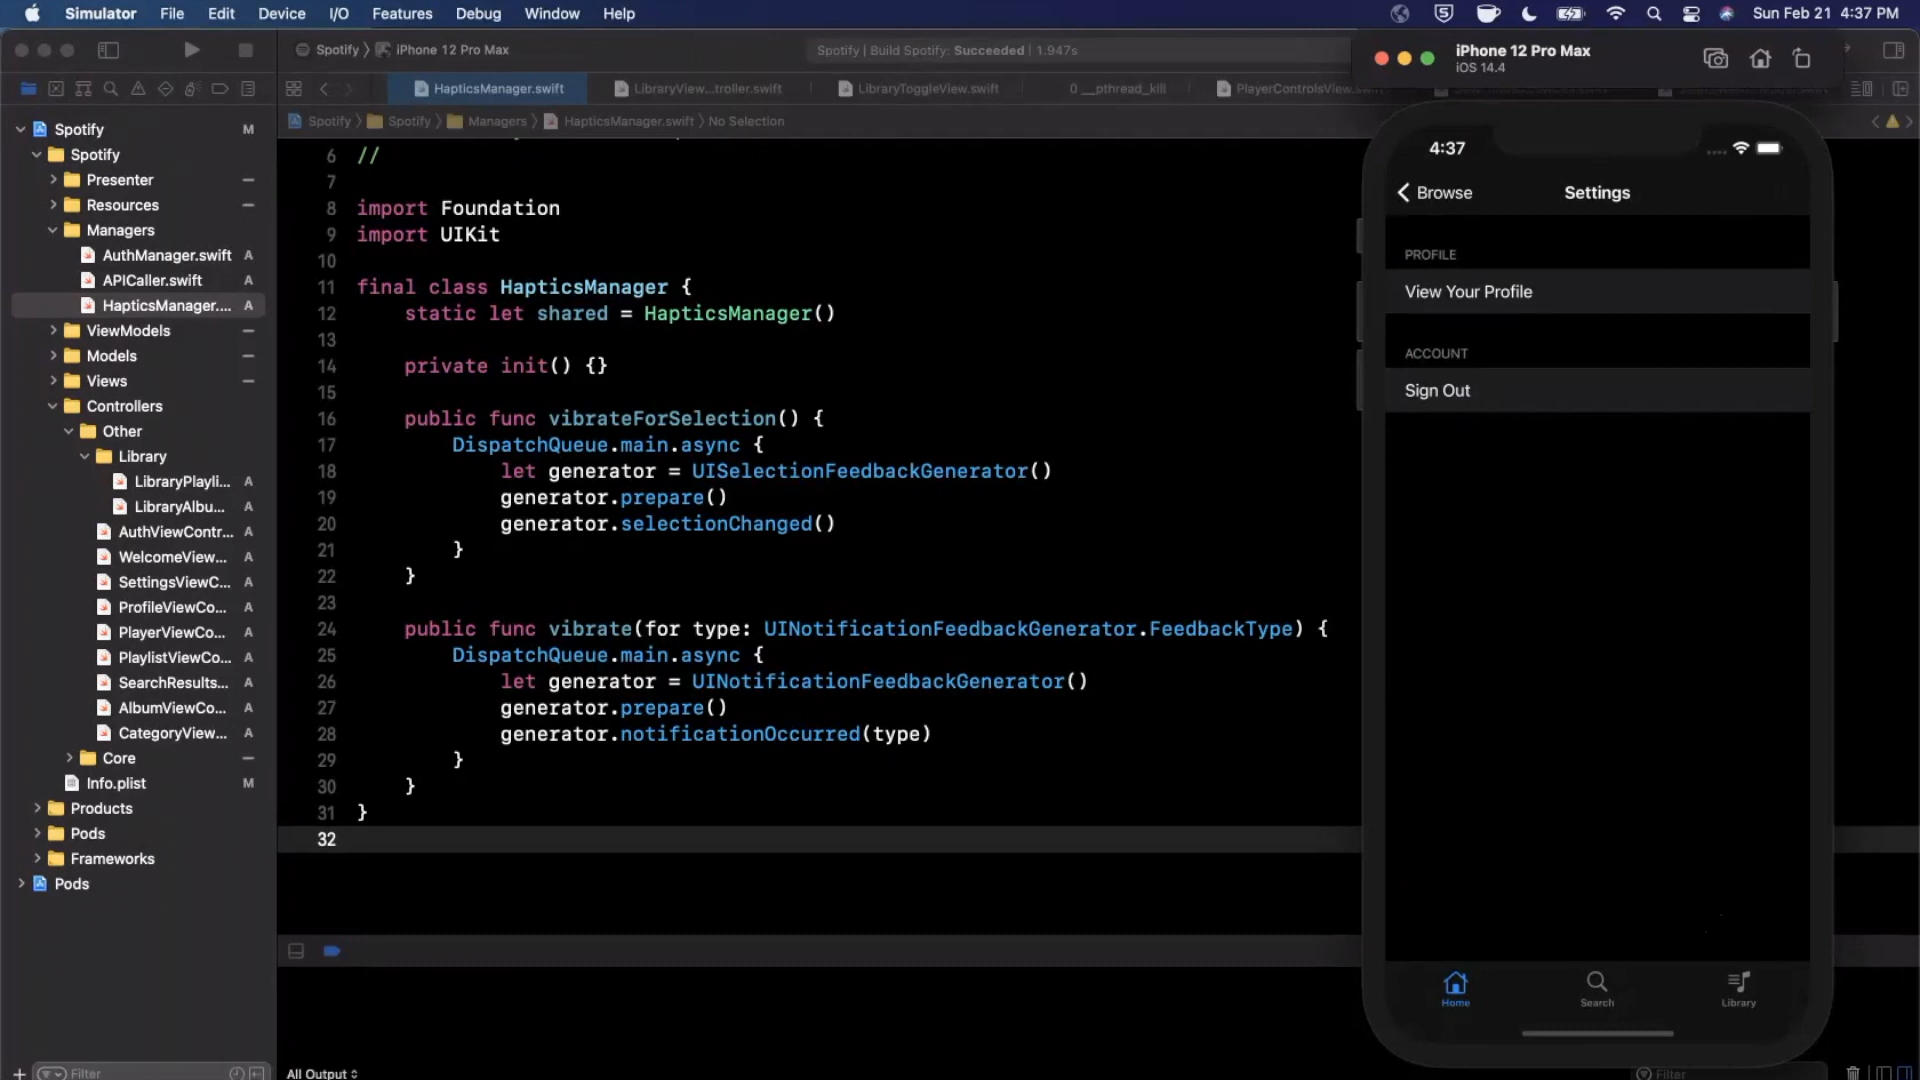 Simulator File Edit Device I/O Features Debug Window Help
Sun Feb 21 4:37 PM
Spotify 〉 iPhone 12 Pro Max
Spotify | Build Spotify: Succeeded | 1.947s
iPhone 12 Pro Max
iOS 14.4
HapticsManager.swift
LibraryView...troller.swift
LibraryToggleView.swift
0 __pthread_kill
PlayerControlsView.swift
Spotify 〉 Spotify 〉 Managers 〉 HapticsManager.swift 〉 No Selection
Spotify M
Spotify
Presenter
Resources
Managers
AuthManager.swift A
APICaller.swift A
HapticsManager.... A
ViewModels
Models
Views
Controllers
Other
Library
LibraryPlayli... A
LibraryAlbu... A
AuthViewContr... A
WelcomeView... A
SettingsViewC... A
ProfileViewCo... A
PlayerViewCo... A
PlaylistViewCo... A
SearchResults... A
AlbumViewCo... A
CategoryView... A
Core
Info.plist M
Products
Pods
Frameworks
Pods
Filter
6 //
7
8 import Foundation
9 import UIKit
10
11 final class HapticsManager {
12 static let shared = HapticsManager()
13
14 private init() {}
15
16 public func vibrateForSelection() {
17 DispatchQueue.main.async {
18 let generator = UISelectionFeedbackGenerator()
19 generator.prepare()
20 generator.selectionChanged()
21 }
22 }
23
24 public func vibrate(for type: UINotificationFeedbackGenerator.FeedbackType) {
25 DispatchQueue.main.async {
26 let generator = UINotificationFeedbackGenerator()
27 generator.prepare()
28 generator.notificationOccurred(type)
29 }
30 }
31 }
32
All Output
Filter
4:37
Browse
Settings
PROFILE
View Your Profile
ACCOUNT
Sign Out
Home
Search
Library